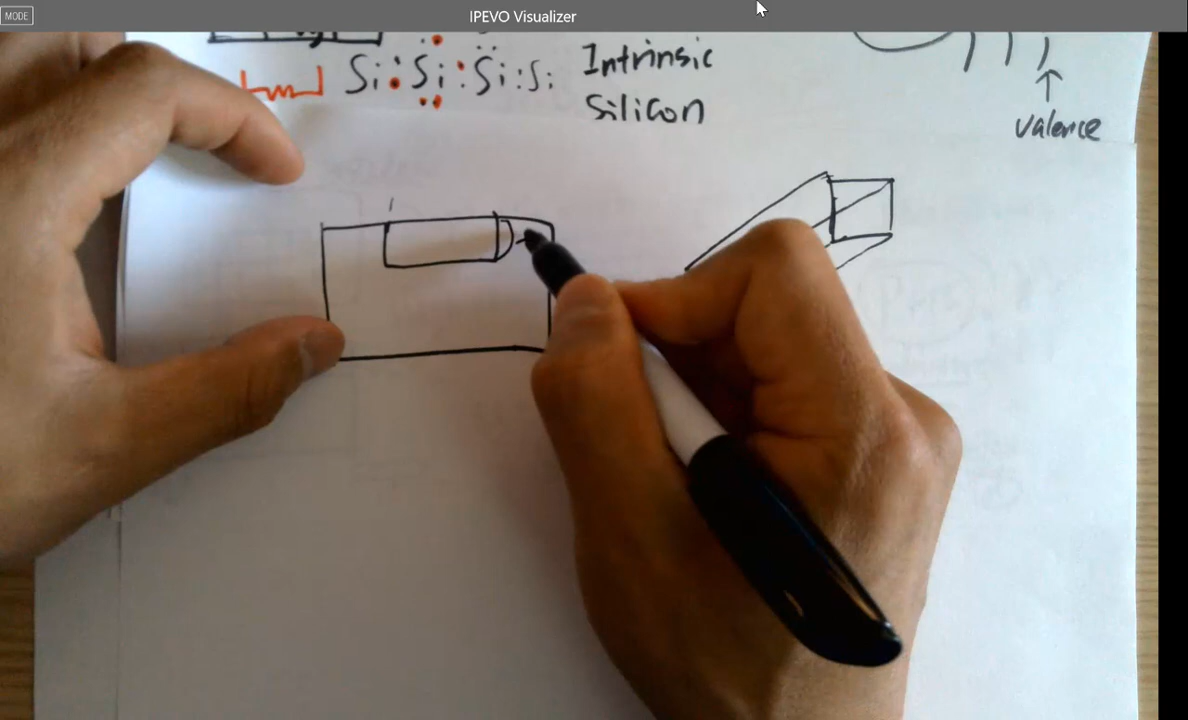 MODE
IPEVO Visualizer
Si:Si:Si:Si
Intrinsic
Silicon
Valence